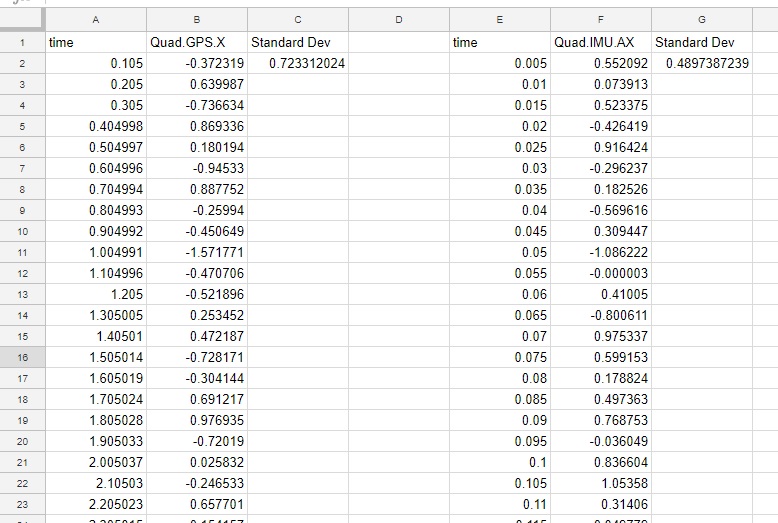 A B C D E F G
1 time Quad.GPS.X Standard Dev time Quad.IMU.AX Standard Dev
2 0.105 -0.372319 0.723312024 0.005 0.552092 0.4897387239
3 0.205 0.639987 0.01 0.073913
4 0.305 -0.736634 0.015 0.523375
5 0.404998 0.869336 0.02 -0.426419
6 0.504997 0.180194 0.025 0.916424
7 0.604996 -0.94533 0.03 -0.296237
8 0.704994 0.887752 0.035 0.182526
9 0.804993 -0.25994 0.04 -0.569616
10 0.904992 -0.450649 0.045 0.309447
11 1.004991 -1.571771 0.05 -1.086222
12 1.104996 -0.470706 0.055 -0.000003
13 1.205 -0.521896 0.06 0.41005
14 1.305005 0.253452 0.065 -0.800611
15 1.40501 0.472187 0.07 0.975337
16 1.505014 -0.728171 0.075 0.599153
17 1.605019 -0.304144 0.08 0.178824
18 1.705024 0.691217 0.085 0.497363
19 1.805028 0.976935 0.09 0.768753
20 1.905033 -0.72019 0.095 -0.036049
21 2.005037 0.025832 0.1 0.836604
22 2.10503 -0.246533 0.105 1.05358
23 2.205023 0.657701 0.11 0.31406